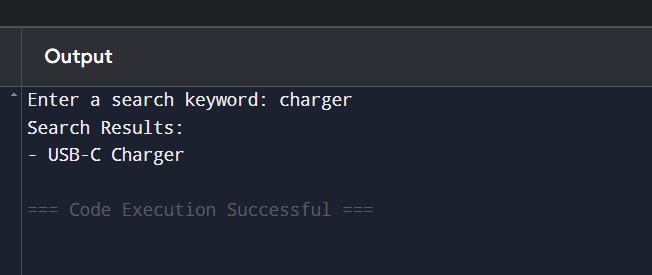 Output
Enter a search keyword: charger
Search Results:
- USB-C Charger
=== Code Execution Successful ===